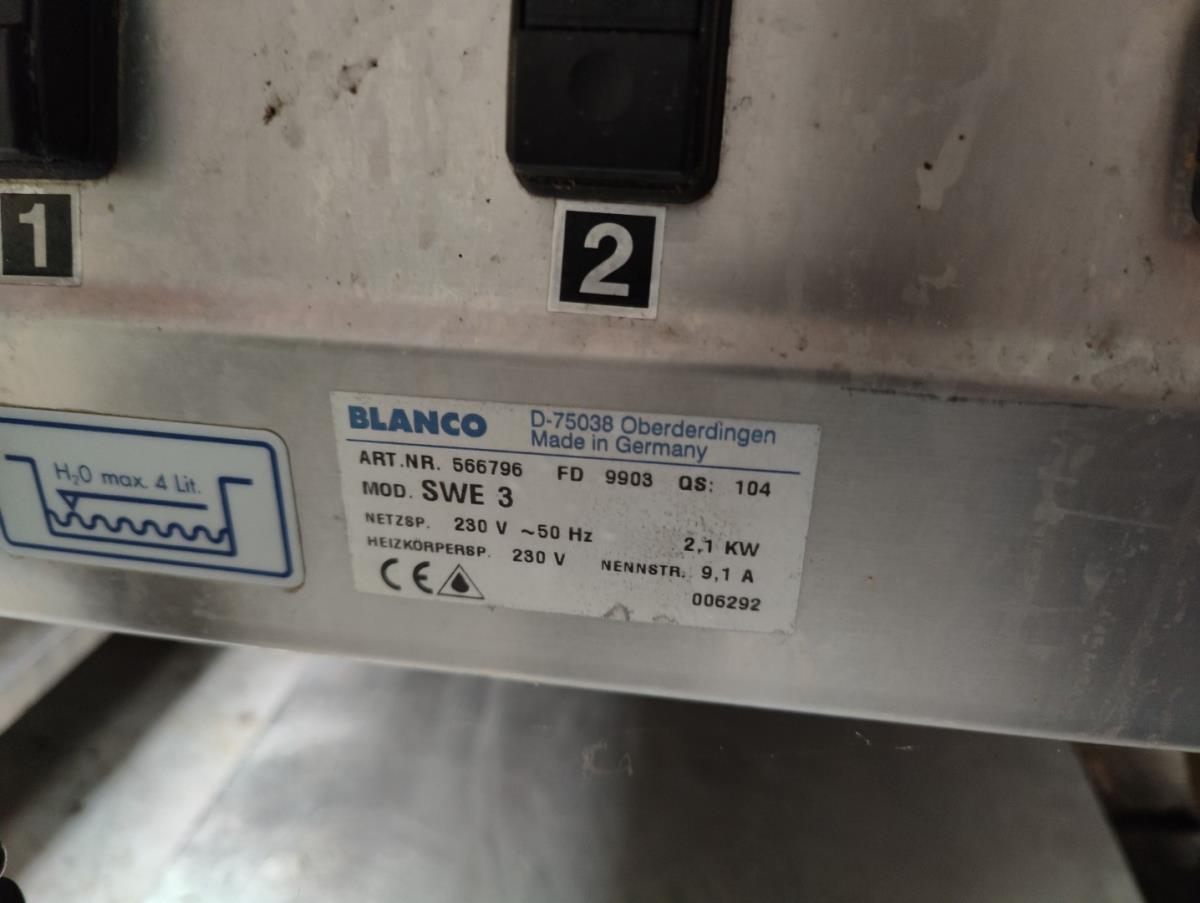 1
2
H₂O max. 4 Lit.
BLANCO
D-75038 Oberderdingen
Made in Germany
ART.NR. 566796 FD 9903 QS: 104
MOD. SWE 3
NETZSP. 230 V ~50 Hz 2,1 KW
HEIZKÖRPERSP. 230 V NENNSTR. 9,1 A
CE 006292